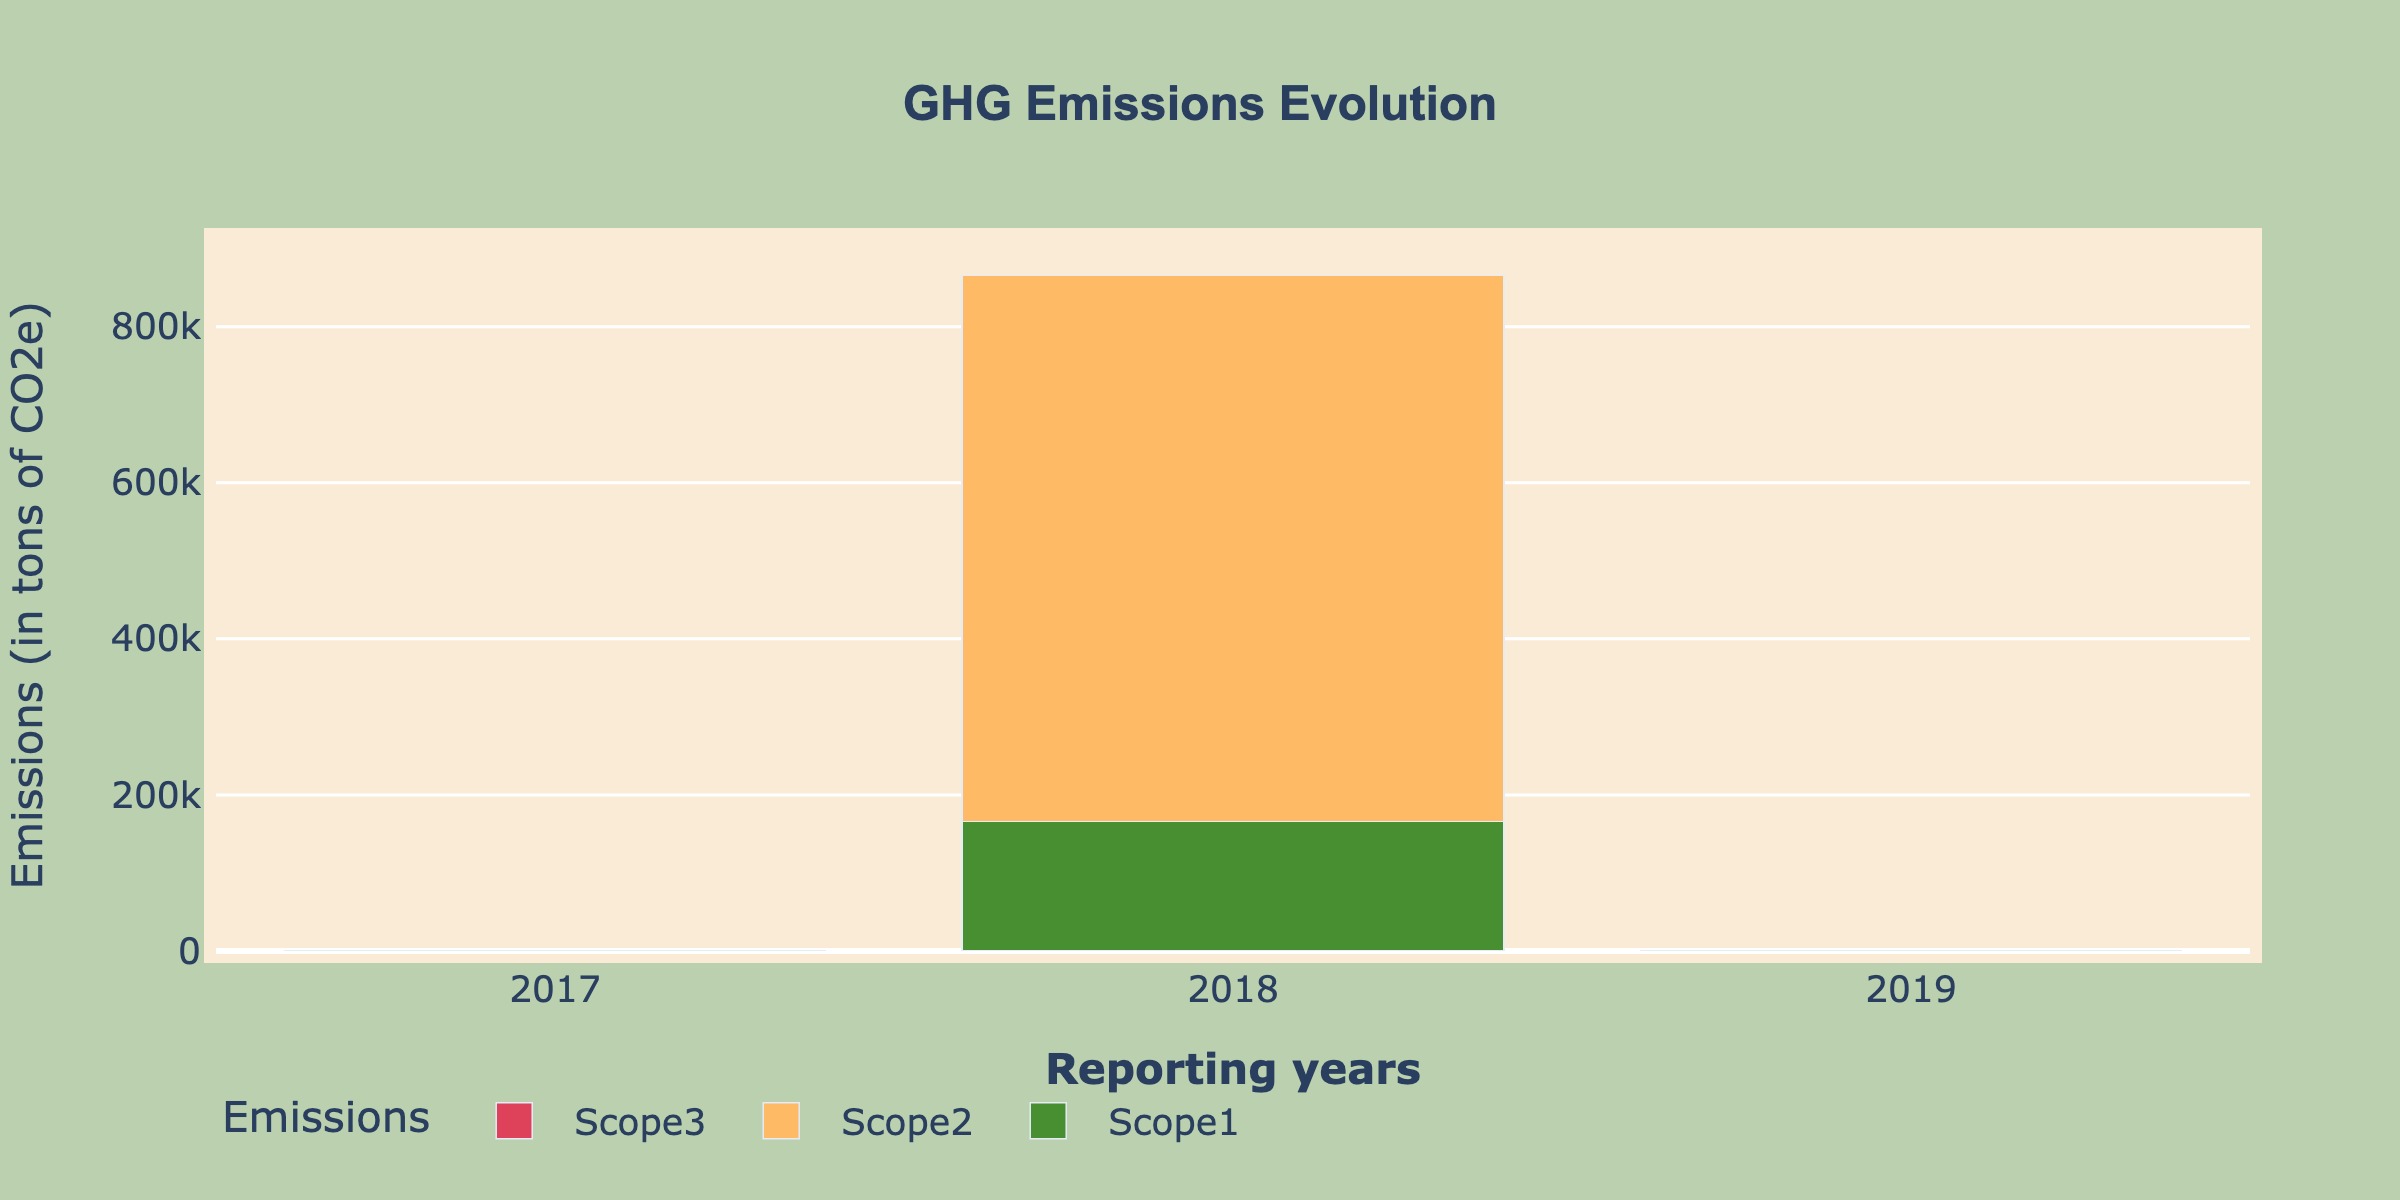 GHG Emissions Evolution
Emissions (in tons of CO2e)
800k
600k
400k
200k
0
2017 2018 2019
Reporting years
Emissions Scope3 Scope2 Scope1